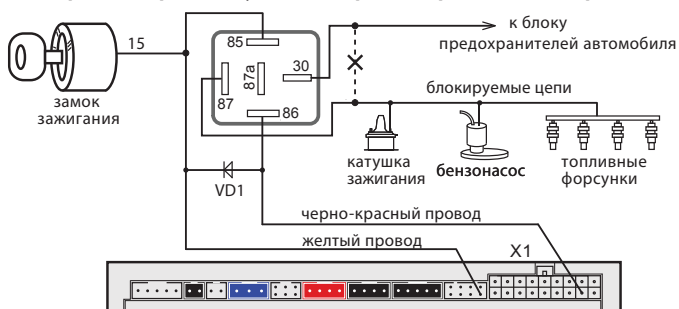 15
85
30
87a
87
86
к блоку
предохранителей автомобиля
замок
зажигания
блокируемые цепи
катушка
зажигания
бензонасос
топливные
форсунки
VD1
черно-красный провод
желтый провод
X1